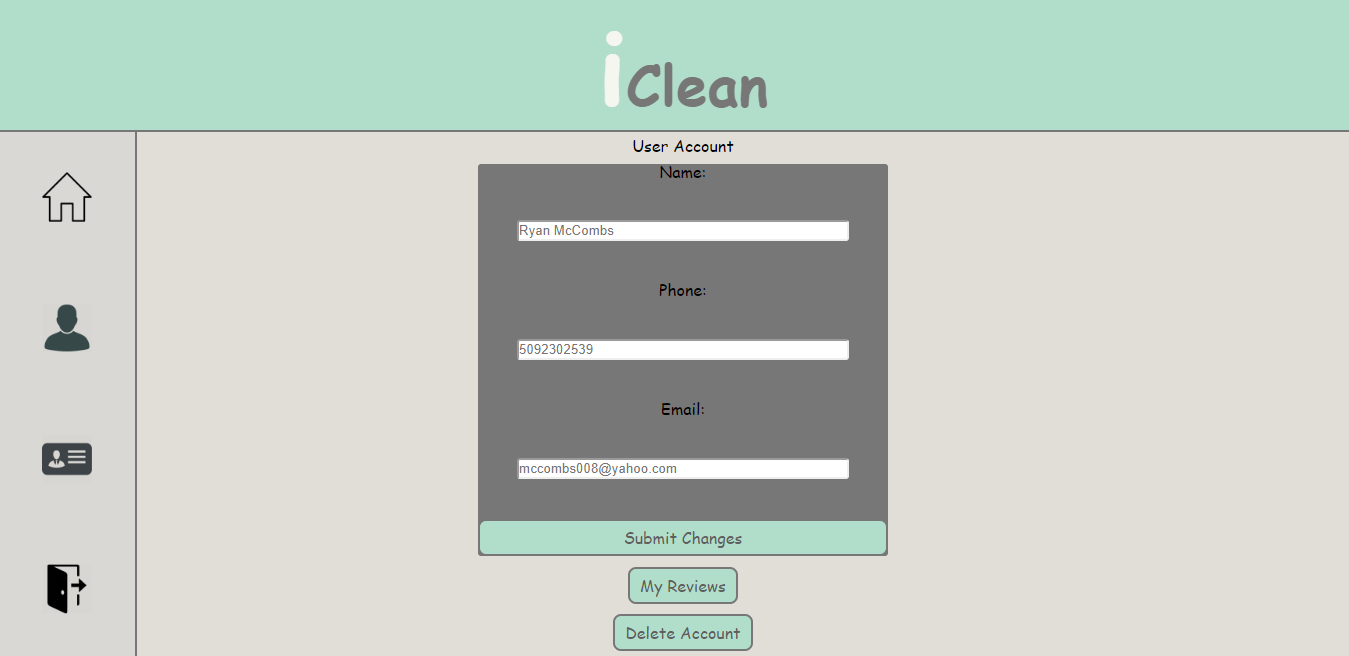 iClean
User Account
Name:
Ryan McCombs
Phone:
5092302539
Email:
mccombs008@yahoo.com
Submit Changes
My Reviews
Delete Account